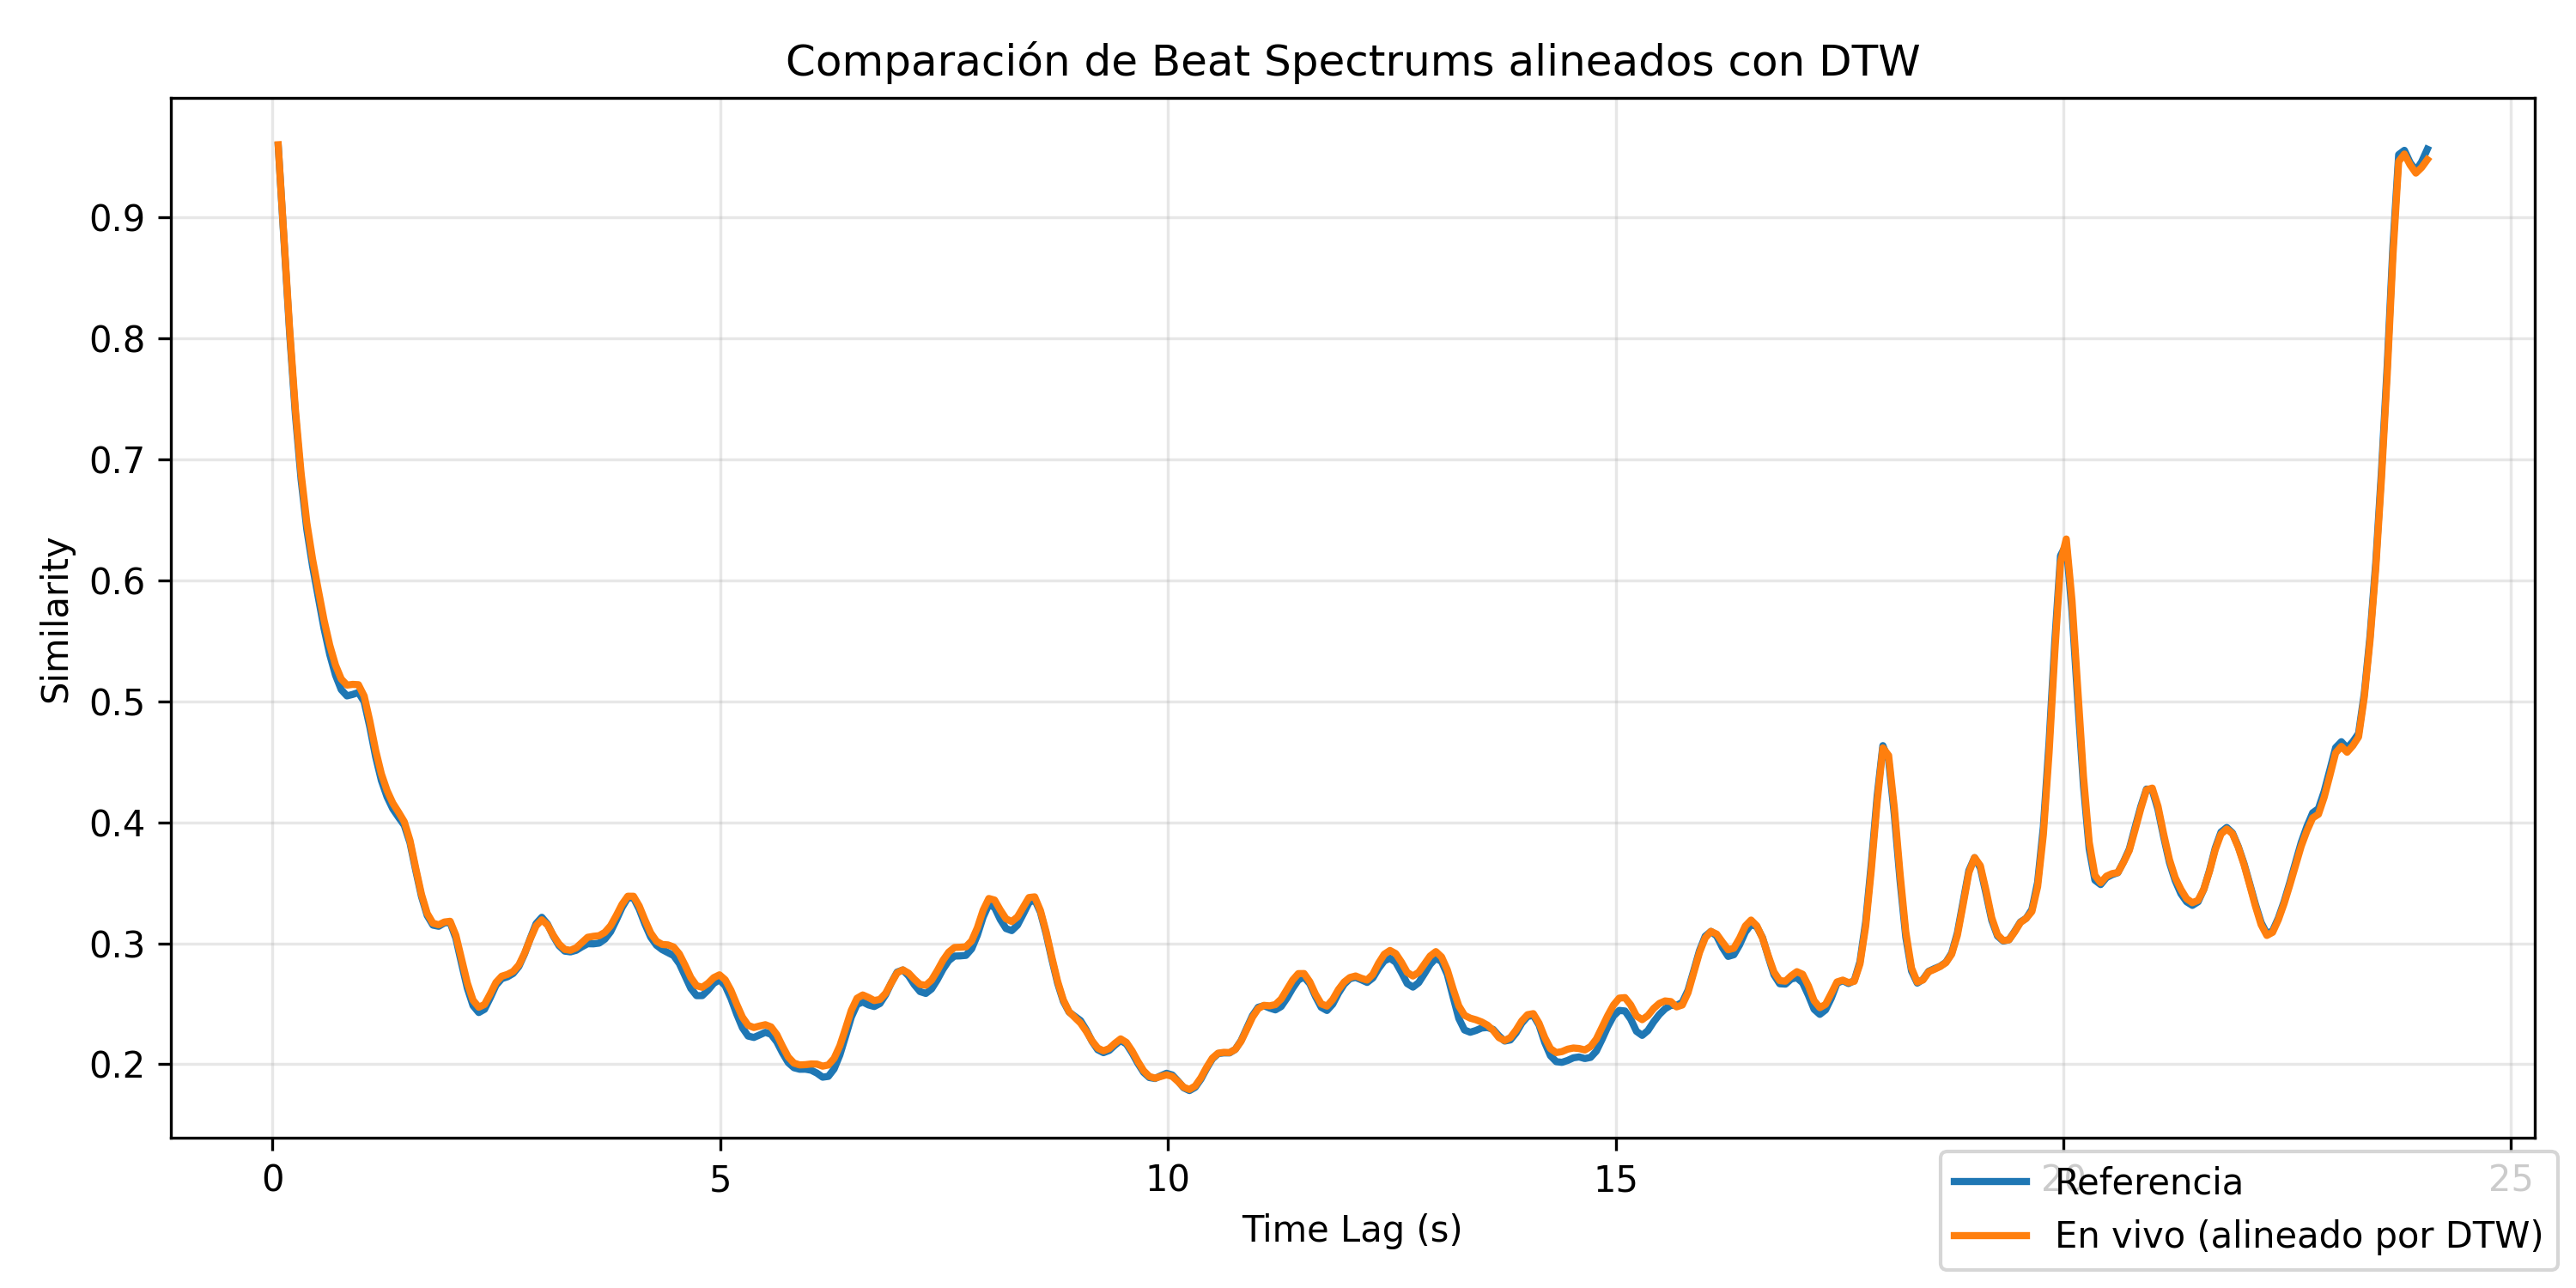 Comparación de Beat Spectrums alineados con DTW
Similarity
0.9
0.8
0.7
0.6
0.5
0.4
0.3
0.2
0
5
10
15
20
25
Time Lag (s)
Referencia
En vivo (alineado por DTW)